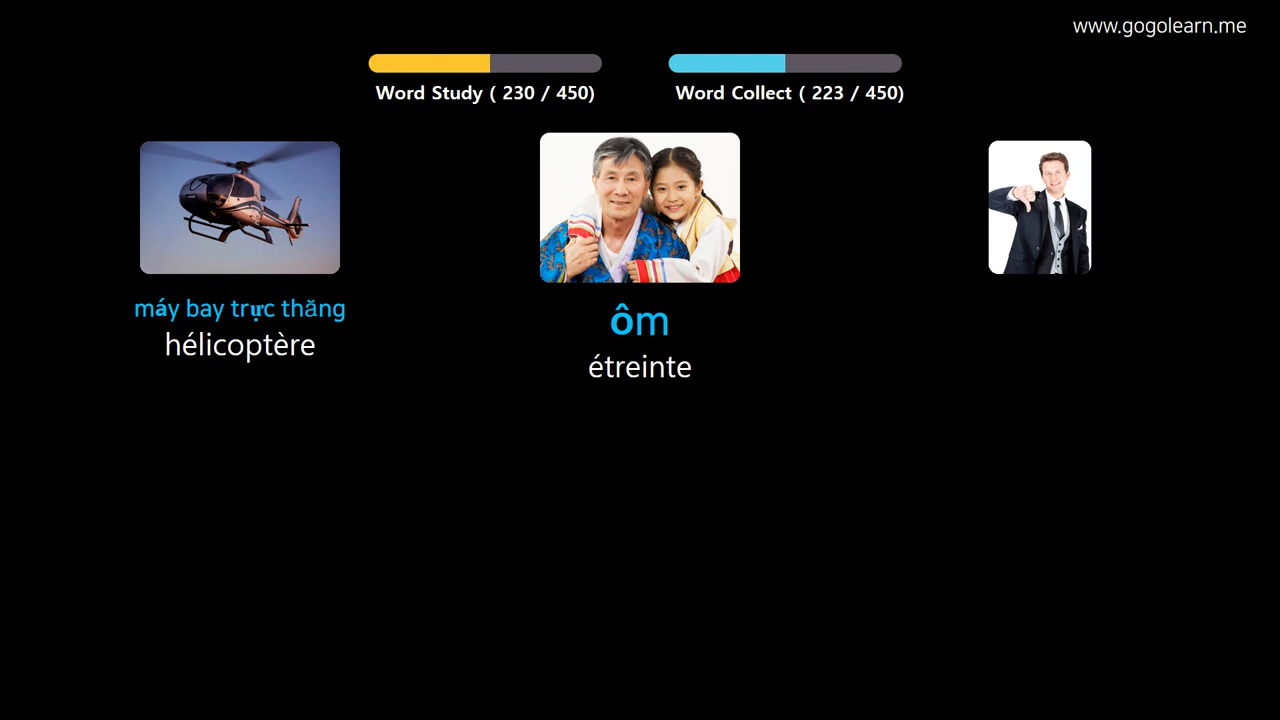 www.gogolearn.me
Word Study ( 230 / 450)
Word Collect ( 223 / 450)
máy bay trực thăng
hélicoptère
ôm
étreinte